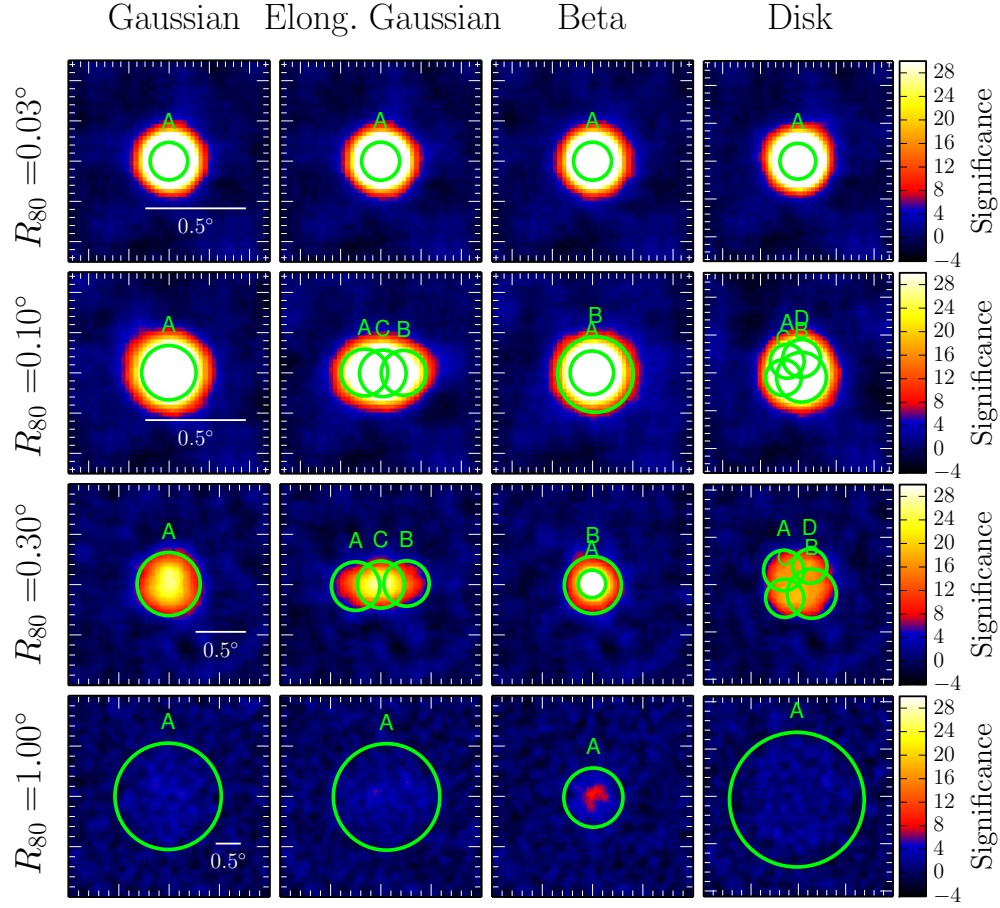 Gaussian Elong. Gaussian Beta Disk
R80 =0.03°
A
0.5°
A
A
A
28
24
20
16
12
8
4
0
−4
Significance
R80 =0.10°
A
0.5°
A C B
B
A
A D
C B
28
24
20
16
12
8
4
0
−4
Significance
R80 =0.30°
A
0.5°
A C B
B
A
A D
C B
28
24
20
16
12
8
4
0
−4
Significance
R80 =1.00°
A
0.5°
A
A
A
28
24
20
16
12
8
4
0
−4
Significance